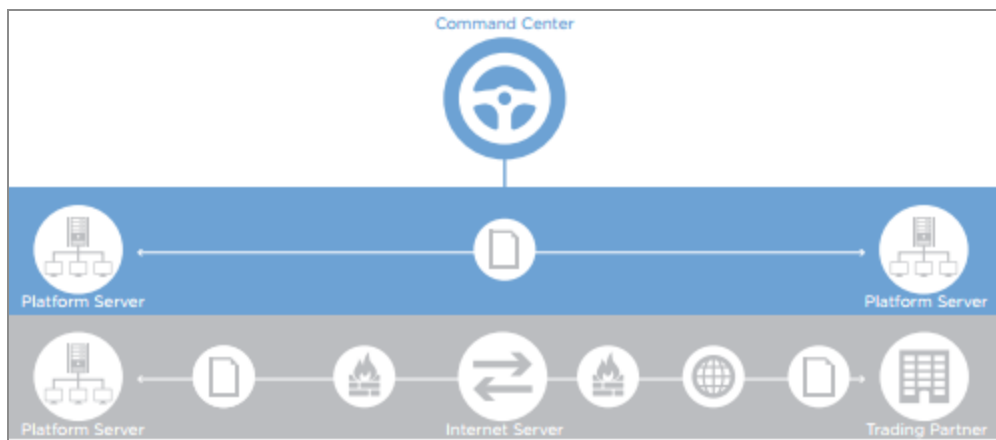 Command Center
Platform Server
Platform Server
Platform Server
Internet Server
Trading Partner